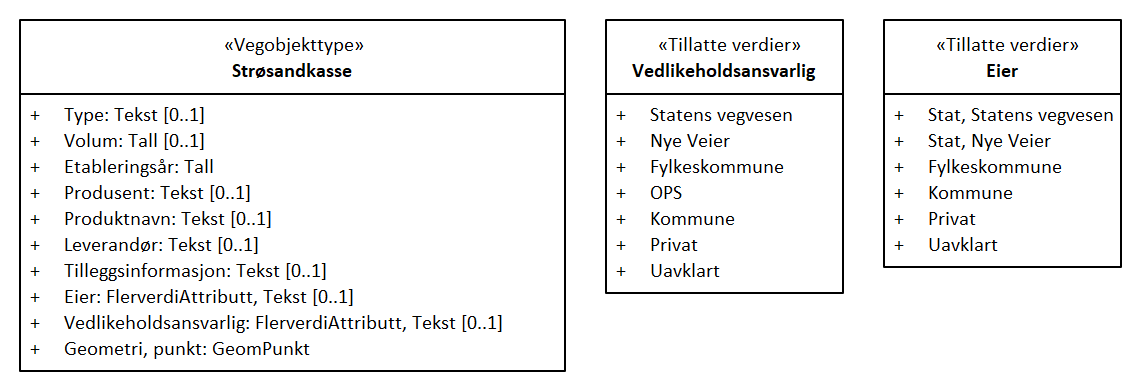 «Vegobjekttype»
Strøsandkasse
+ Type: Tekst [0..1]
+ Volum: Tall [0..1]
+ Etableringsår: Tall
+ Produsent: Tekst [0..1]
+ Produktnavn: Tekst [0..1]
+ Leverandør: Tekst [0..1]
+ Tilleggsinformasjon: Tekst [0..1]
+ Eier: FlerverdiAttributt, Tekst [0..1]
+ Vedlikeholdsansvarlig: FlerverdiAttributt, Tekst [0..1]
+ Geometri, punkt: GeomPunkt
«Tillatte verdier»
Vedlikeholdsansvarlig
+ Statens vegvesen
+ Nye Veier
+ Fylkeskommune
+ OPS
+ Kommune
+ Privat
+ Uavklart
«Tillatte verdier»
Eier
+ Stat, Statens vegvesen
+ Stat, Nye Veier
+ Fylkeskommune
+ Kommune
+ Privat
+ Uavklart